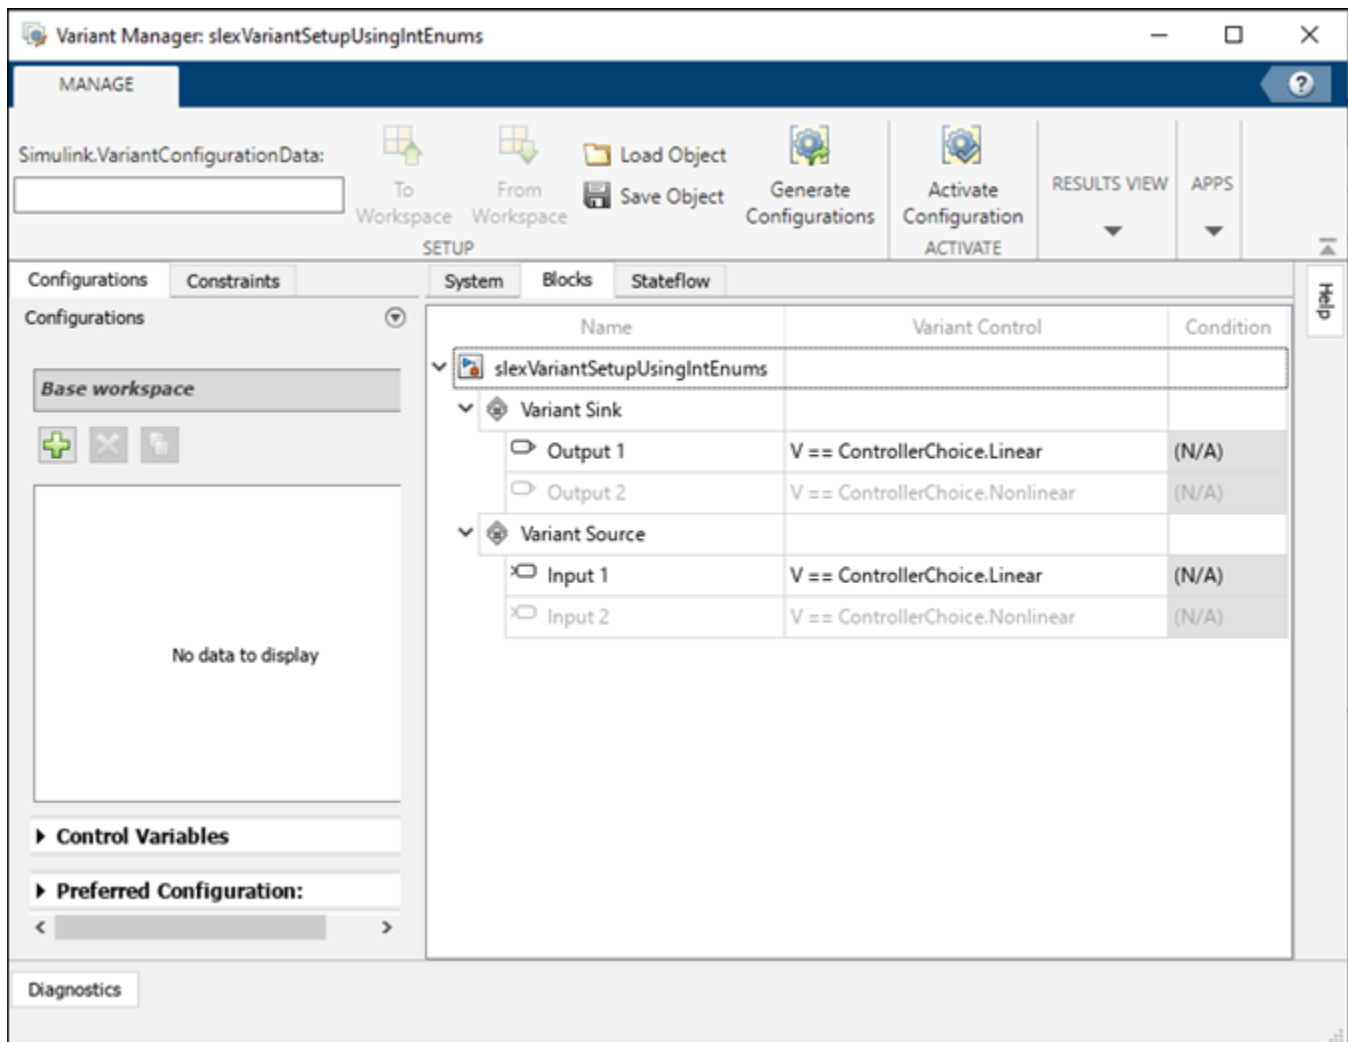 Variant Manager: slexVariantSetupUsingIntEnums
MANAGE
?
Simulink.VariantConfigurationData:
To Workspace
From Workspace
Load Object
Save Object
Generate Configurations
Activate Configuration
RESULTS VIEW
APPS
SETUP
ACTIVATE
Configurations
Constraints
Configurations
Base workspace
No data to display
Control Variables
Preferred Configuration:
System
Blocks
Stateflow
Name Variant Control Condition
slexVariantSetupUsingIntEnums
Variant Sink
Output 1 V == ControllerChoice.Linear (N/A)
Output 2 V == ControllerChoice.Nonlinear (N/A)
Variant Source
Input 1 V == ControllerChoice.Linear (N/A)
Input 2 V == ControllerChoice.Nonlinear (N/A)
Help
Diagnostics